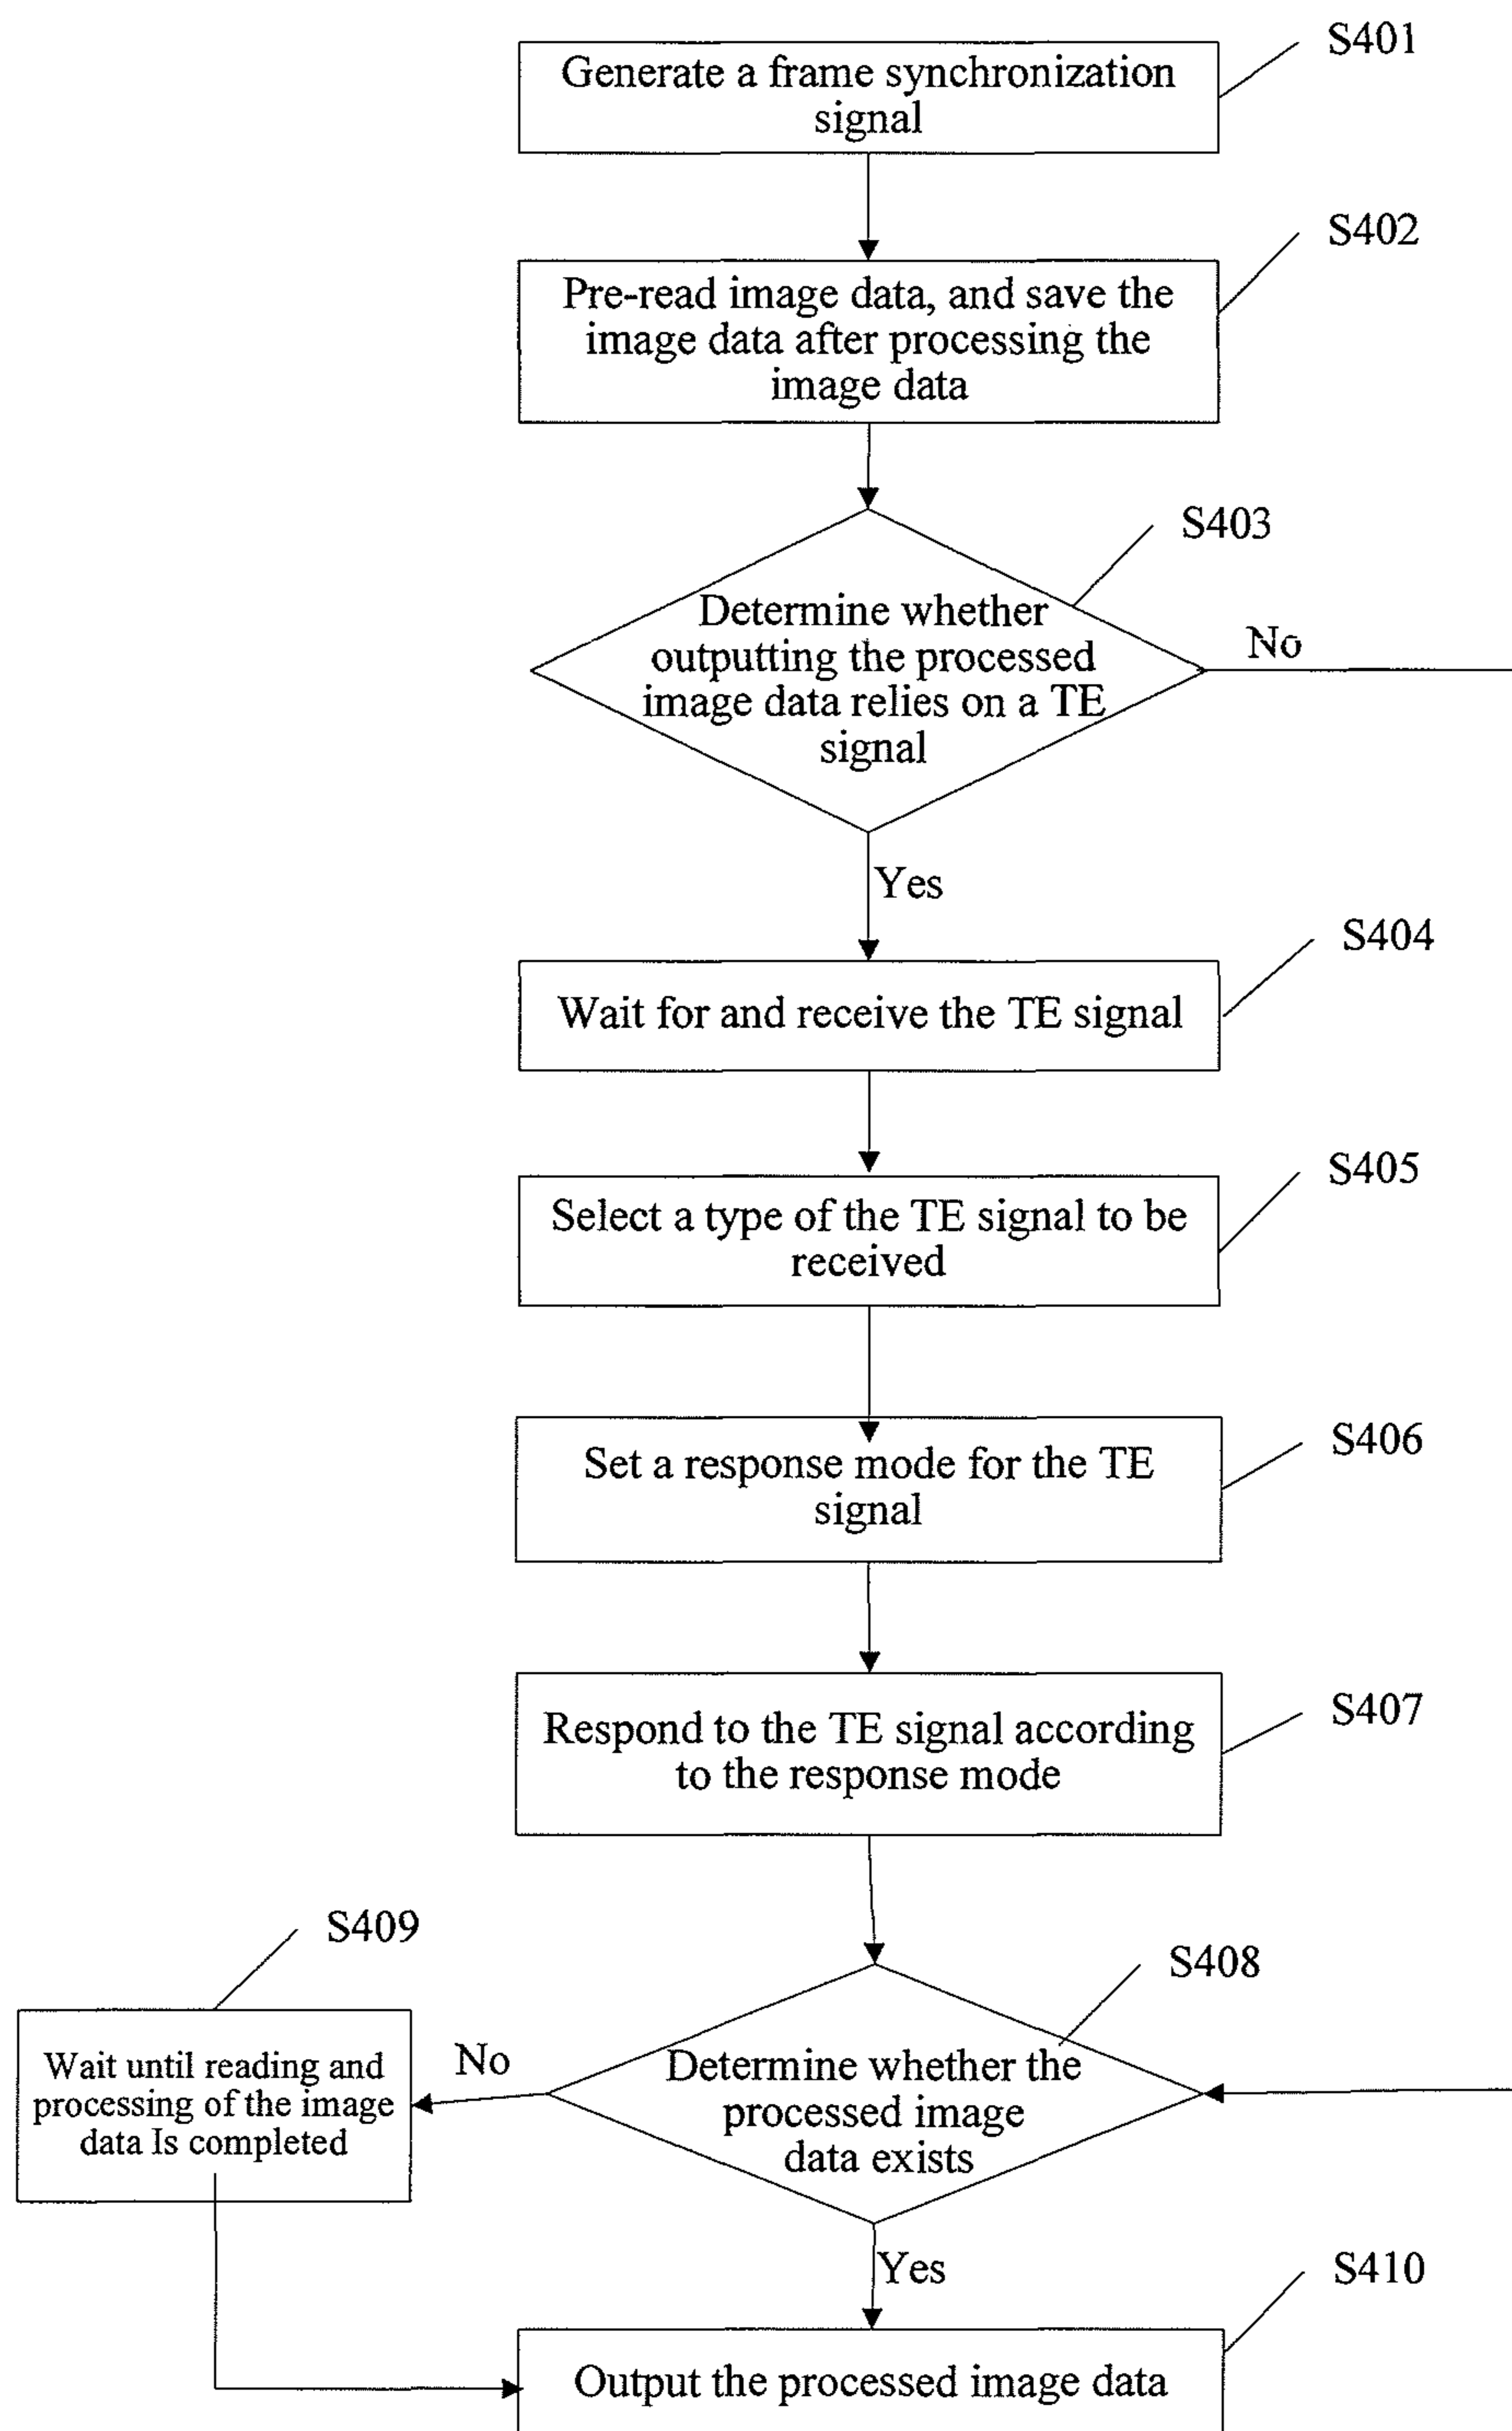 S401
Generate a frame synchronization
signal
S402
Pre-read image data, and save the
image data after processing the
image data
S403
Determine whether
outputting the processed
image data relies on a TE
signal
No
Yes
S404
Wait for and receive the TE signal
S405
Select a type of the TE signal to be
received
S406
Set a response mode for the TE
signal
S407
Respond to the TE signal according
to the response mode
S409
S408
Wait until reading and
processing of the image
data Is completed
No
Determine whether the
processed image
data exists
Yes
S410
Output the processed image data